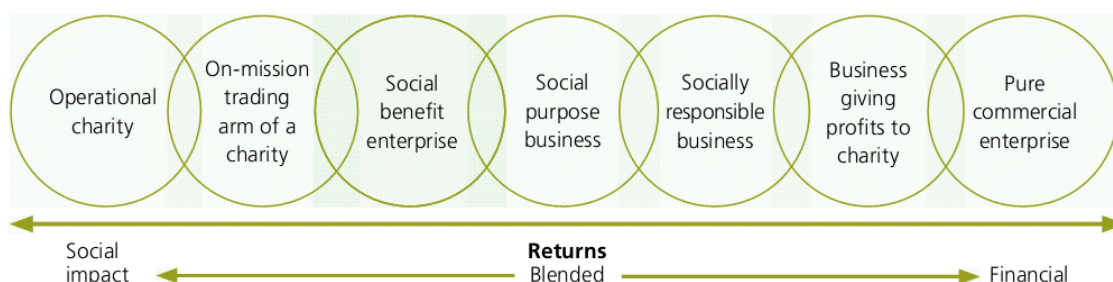 Operational
charity
On-mission
trading
arm of a
charity
Social
benefit
enterprise
Social
purpose
business
Socially
responsible
business
Business
giving
profits to
charity
Pure
commercial
enterprise
Returns
Social
impact
Blended
Financial